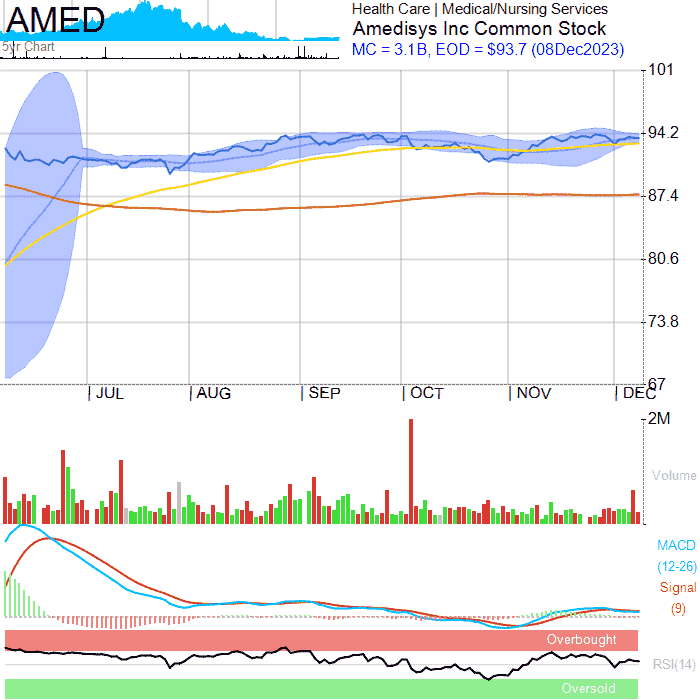 AMED
5yr Chart
Health Care | Medical/Nursing Services
Amedisys Inc Common Stock
MC = 3.1B, EOD = $93.7 (08Dec2023)
101
94.2
87.4
80.6
73.8
67
JUL
AUG
SEP
OCT
NOV
DEC
2M
Volume
MACD
(12-26)
Signal
(9)
Overbought
RSI(14)
Oversold